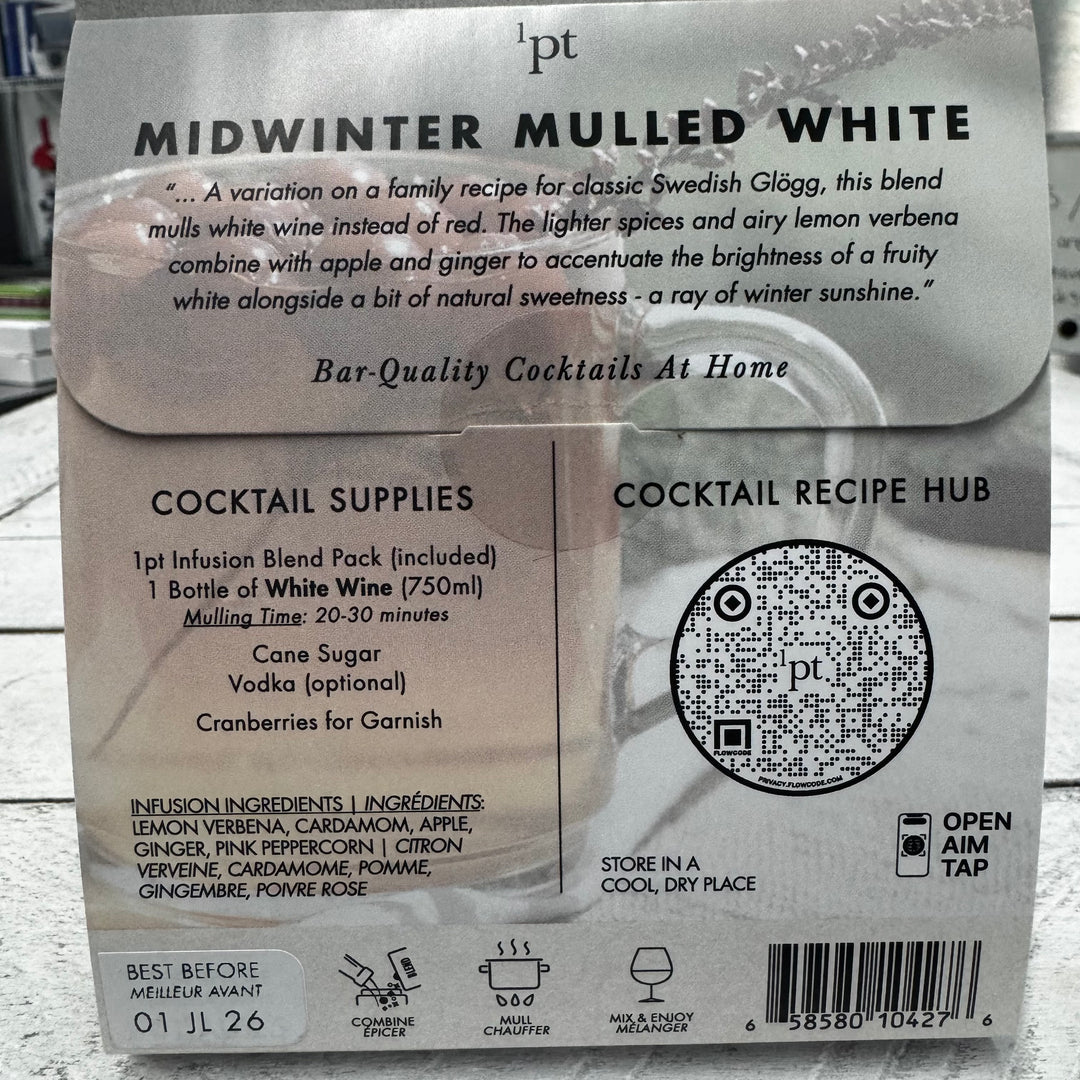 1pt
MIDWINTER MULLED WHITE
“... A variation on a family recipe for classic Swedish Glögg, this blend
mulls white wine instead of red. The lighter spices and airy lemon verbena
combine with apple and ginger to accentuate the brightness of a fruity
white alongside a bit of natural sweetness - a ray of winter sunshine.”
Bar-Quality Cocktails At Home
COCKTAIL SUPPLIES
1pt Infusion Blend Pack (included)
1 Bottle of White Wine (750ml)
Mulling Time: 20-30 minutes
Cane Sugar
Vodka (optional)
Cranberries for Garnish
INFUSION INGREDIENTS | INGRÉDIENTS:
LEMON VERBENA, CARDAMOM, APPLE,
GINGER, PINK PEPPERCORN | CITRON
VERVEINE, CARDAMOME, POMME,
GINGEMBRE, POIVRE ROSE
COCKTAIL RECIPE HUB
1pt
FLOWCODE
PRIVACY.FLOWCODE.COM
OPEN
AIM
TAP
STORE IN A
COOL, DRY PLACE
BEST BEFORE
MEILLEUR AVANT
01 JL 26
BLEND
COMBINE
ÉPICER
MULL
CHAUFFER
MIX & ENJOY
MÉLANGER
6 58580 10427 6